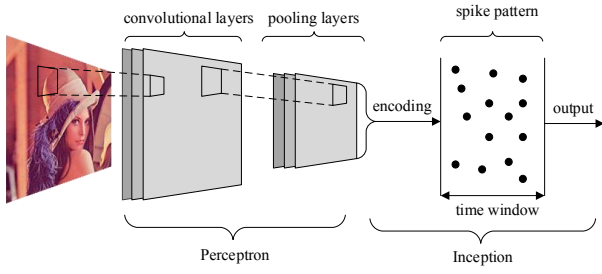 convolutional layers
pooling layers
spike pattern
encoding
output
time window
Perceptron
Inception